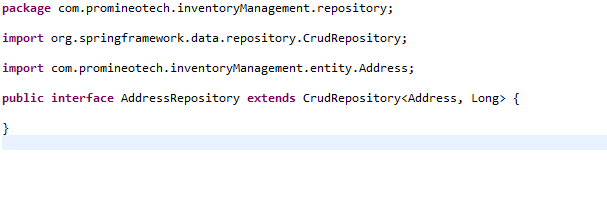 package com.promineotech.inventoryManagement.repository;
import org.springframework.data.repository.CrudRepository;
import com.promineotech.inventoryManagement.entity.Address;
public interface AddressRepository extends CrudRepository<Address, Long> {
}